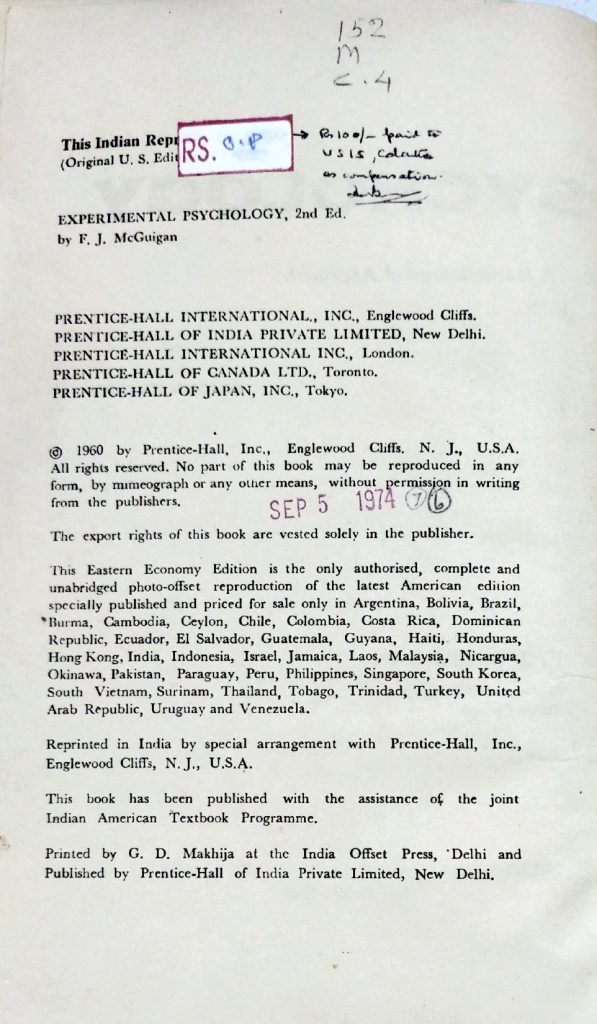 152
M
C.4
This Indian Repr
(Original U. S. Edit
RS. 
→ Rs 100/- paid to
USIS, Calcutta
as compensation.
EXPERIMENTAL PSYCHOLOGY, 2nd Ed.
by F. J. McGuigan
PRENTICE-HALL INTERNATIONAL., INC., Englewood Cliffs.
PRENTICE-HALL OF INDIA PRIVATE LIMITED, New Delhi.
PRENTICE-HALL INTERNATIONAL INC., London.
PRENTICE-HALL OF CANADA LTD., Toronto.
PRENTICE-HALL OF JAPAN, INC., Tokyo.
© 1960 by Prentice-Hall, Inc., Englewood Cliffs. N. J., U.S.A.
All rights reserved. No part of this book may be reproduced in any
form, by mimeograph or any other means, without permission in writing
from the publishers.
SEP 5 1974 7 6
The export rights of this book are vested solely in the publisher.
This Eastern Economy Edition is the only authorised, complete and
unabridged photo-offset reproduction of the latest American edition
specially published and priced for sale only in Argentina, Bolivia, Brazil,
Burma, Cambodia, Ceylon, Chile, Colombia, Costa Rica, Dominican
Republic, Ecuador, El Salvador, Guatemala, Guyana, Haiti, Honduras,
Hong Kong, India, Indonesia, Israel, Jamaica, Laos, Malaysia, Nicargua,
Okinawa, Pakistan, Paraguay, Peru, Philippines, Singapore, South Korea,
South Vietnam, Surinam, Thailand, Tobago, Trinidad, Turkey, United
Arab Republic, Uruguay and Venezuela.
Reprinted in India by special arrangement with Prentice-Hall, Inc.,
Englewood Cliffs, N. J., U.S.A.
This book has been published with the assistance of the joint
Indian American Textbook Programme.
Printed by G. D. Makhija at the India Offset Press, Delhi and
Published by Prentice-Hall of India Private Limited, New Delhi.